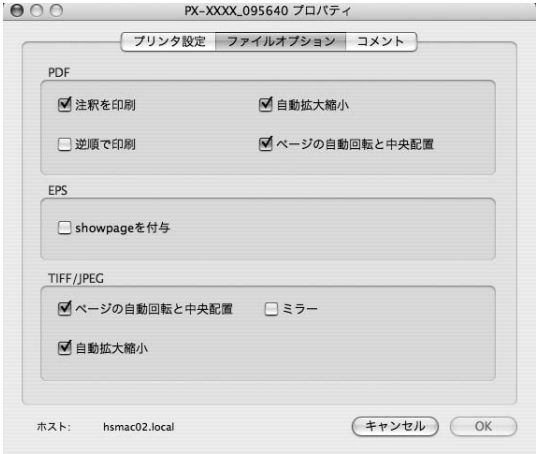 PX-XXXX_095640 プロパティ
プリンタ設定 ファイルオプション コメント
PDF
注釈を印刷 自動拡大縮小
逆順で印刷 ページの自動回転と中央配置
EPS
showpageを付与
TIFF/JPEG
ページの自動回転と中央配置 ミラー
自動拡大縮小
ホスト: hsmac02.local キャンセル OK